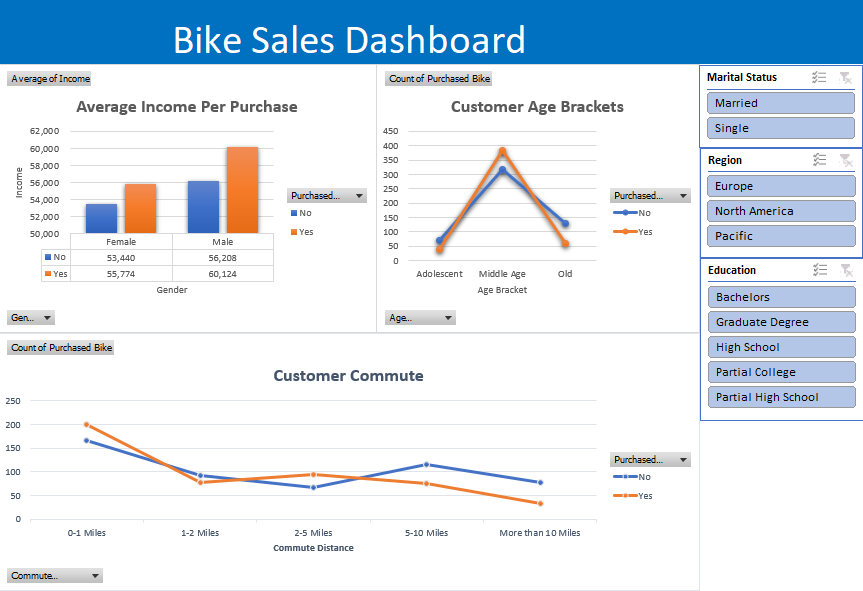 Bike Sales Dashboard
Average of Income
Average Income Per Purchase
62,000
60,000
58,000
56,000
54,000
52,000
50,000
Income
Female Male
No 53,440 56,208
Yes 55,774 60,124
Gender
Purchased...
No
Yes
Gen...
Count of Purchased Bike
Customer Age Brackets
450
400
350
300
250
200
150
100
50
0
Adolescent Middle Age Old
Age Bracket
Purchased...
No
Yes
Age...
Count of Purchased Bike
Customer Commute
250
200
150
100
50
0
0-1 Miles 1-2 Miles 2-5 Miles 5-10 Miles More than 10 Miles
Commute Distance
Purchased...
No
Yes
Commute...
Marital Status
Married
Single
Region
Europe
North America
Pacific
Education
Bachelors
Graduate Degree
High School
Partial College
Partial High School